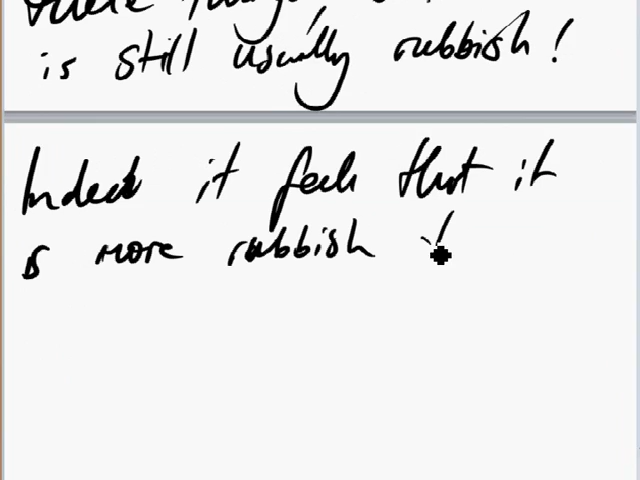 is still usually rubbish!
Indeed it feels that it
is more rubbish